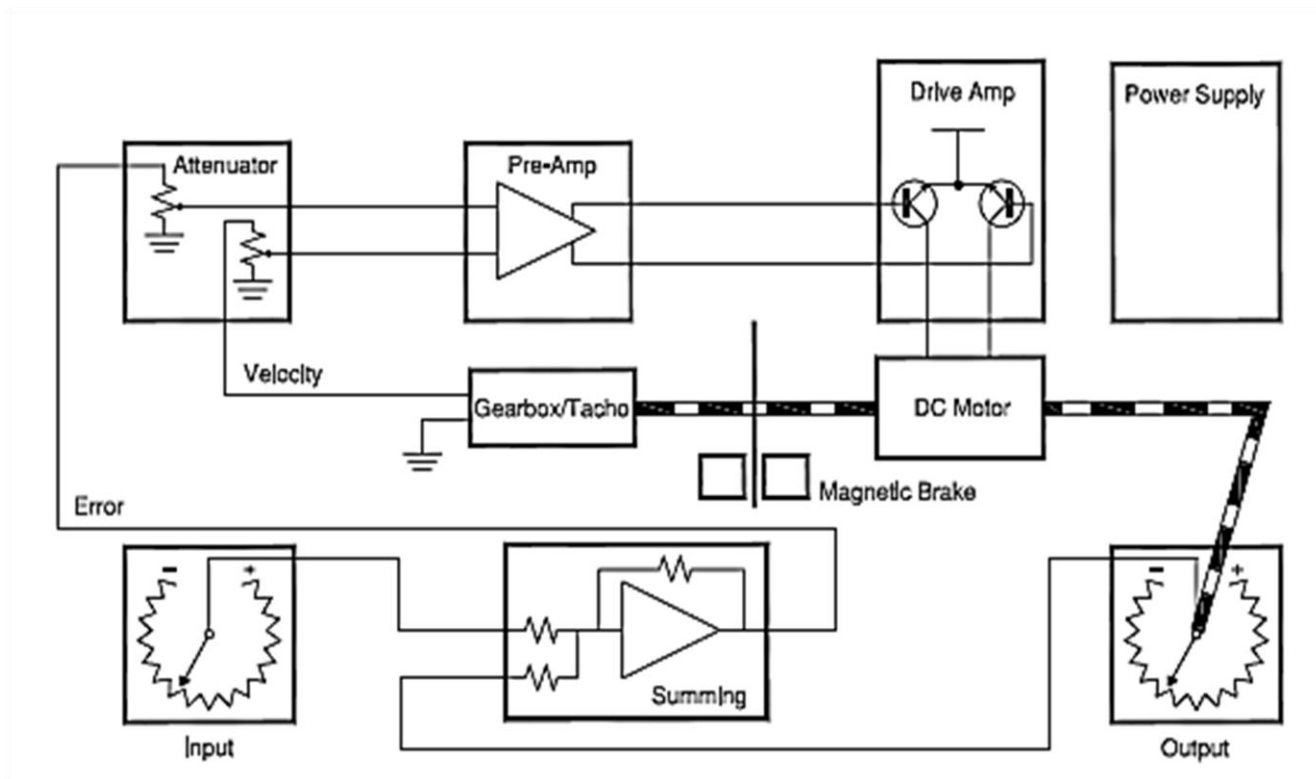 Drive Amp
Power Supply
Attenuator
Pre-Amp
Velocity
Gearbox/Tacho
DC Motor
Magnetic Brake
Error
- +
- +
Summing
Input
Output